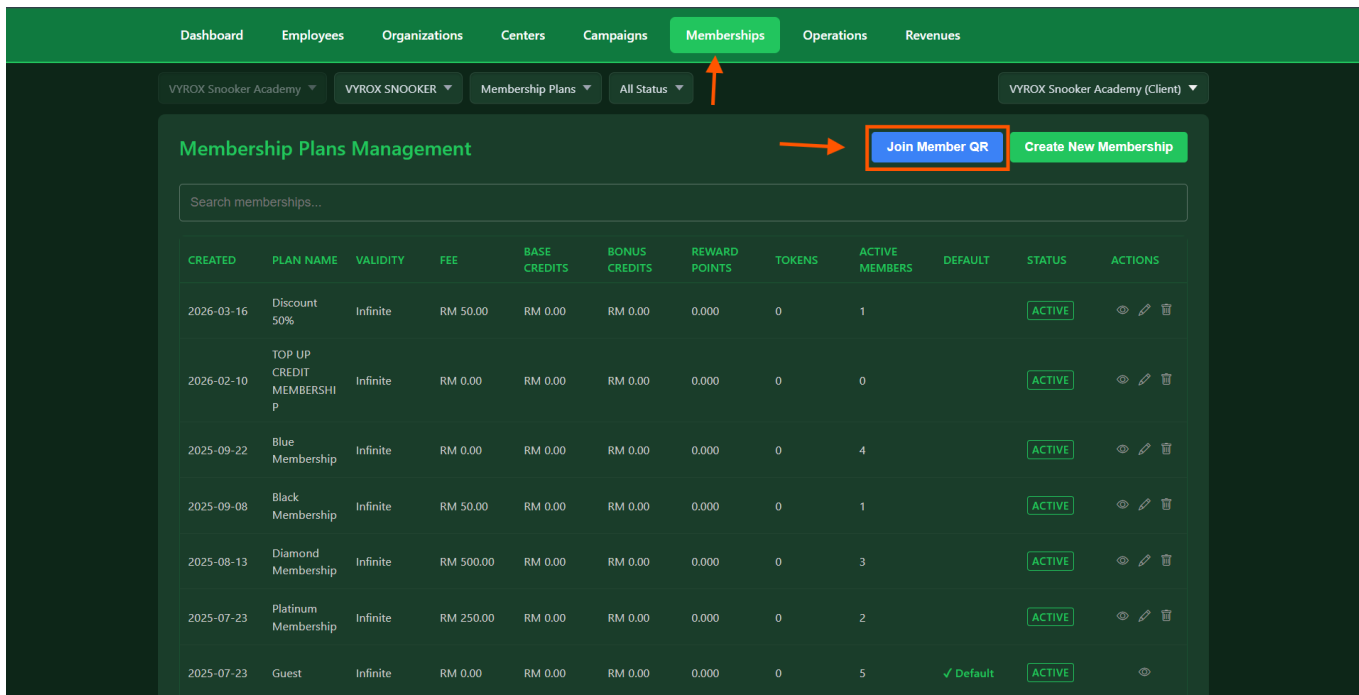 Dashboard Employees Organizations Centers Campaigns Memberships Operations Revenues
VYROX Snooker Academy VYROX SNOOKER Membership Plans All Status VYROX Snooker Academy (Client)
Membership Plans Management Join Member QR Create New Membership
Search memberships...
CREATED PLAN NAME VALIDITY FEE BASE CREDITS BONUS CREDITS REWARD POINTS TOKENS ACTIVE MEMBERS DEFAULT STATUS ACTIONS
2026-03-16 Discount 50% Infinite RM 50.00 RM 0.00 RM 0.00 0.000 0 1 ACTIVE
2026-02-10 TOP UP CREDIT MEMBERSHIP Infinite RM 0.00 RM 0.00 RM 0.00 0.000 0 0 ACTIVE
2025-09-22 Blue Membership Infinite RM 0.00 RM 0.00 RM 0.00 0.000 0 4 ACTIVE
2025-09-08 Black Membership Infinite RM 50.00 RM 0.00 RM 0.00 0.000 0 1 ACTIVE
2025-08-13 Diamond Membership Infinite RM 500.00 RM 0.00 RM 0.00 0.000 0 3 ACTIVE
2025-07-23 Platinum Membership Infinite RM 250.00 RM 0.00 RM 0.00 0.000 0 2 ACTIVE
2025-07-23 Guest Infinite RM 0.00 RM 0.00 RM 0.00 0.000 0 5 ✓ Default ACTIVE